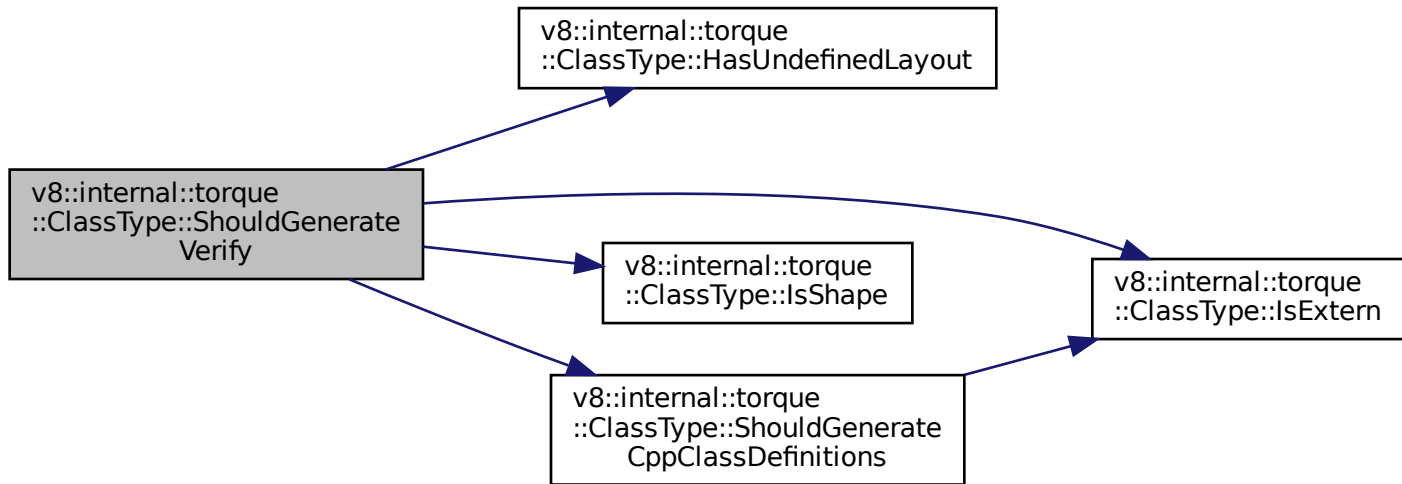 v8::internal::torque
::ClassType::HasUndefinedLayout
v8::internal::torque
::ClassType::ShouldGenerate
Verify
v8::internal::torque
::ClassType::IsShape
v8::internal::torque
::ClassType::IsExtern
v8::internal::torque
::ClassType::ShouldGenerate
CppClassDefinitions